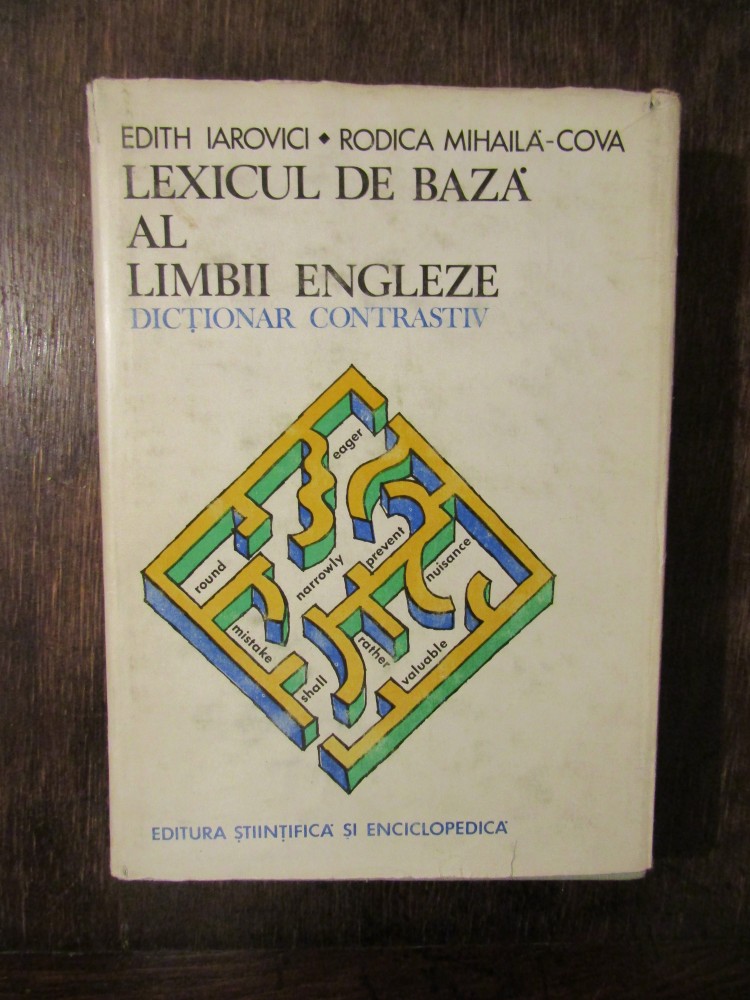 EDITH IAROVICI • RODICA MIHAILĂ-COVA
LEXICUL DE BAZĂ
AL
LIMBII ENGLEZE
DICȚIONAR CONTRASTIV
eager
round
narrowly
prevent
nuisance
mistake
shall
rather
valuable
EDITURA ȘTIINȚIFICĂ ȘI ENCICLOPEDICĂ